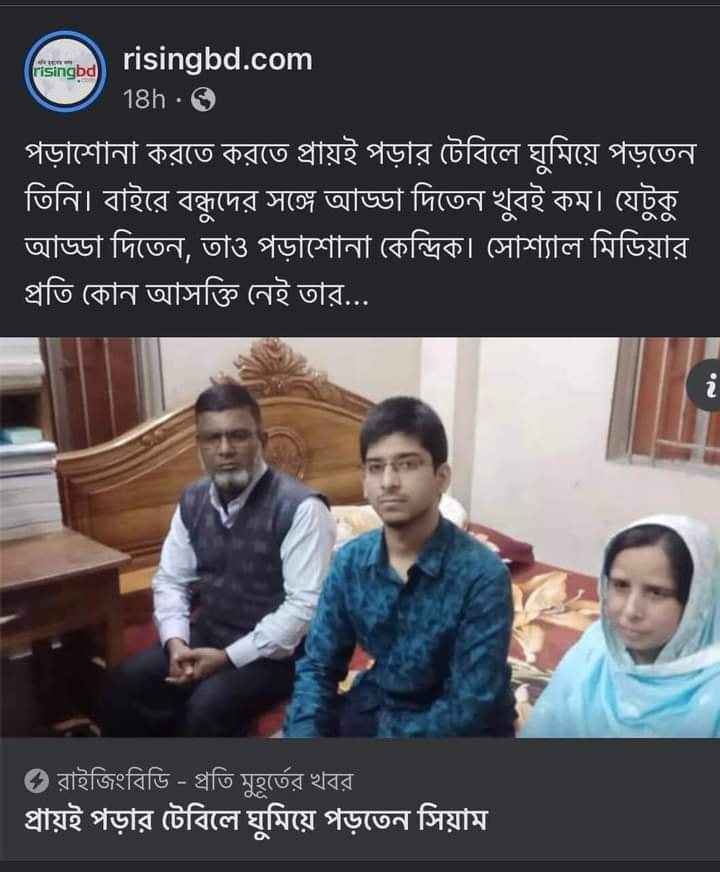 risingbd
.com
risingbd.com
18h
পড়াশোনা করতে করতে প্রায়ই পড়ার টেবিলে ঘুমিয়ে পড়তেন
তিনি। বাইরে বন্ধুদের সঙ্গে আড্ডা দিতেন খুবই কম। যেটুকু
আড্ডা দিতেন, তাও পড়াশোনা কেন্দ্রিক। সোশ্যাল মিডিয়ার
প্রতি কোন আসক্তি নেই তার...
i
রাইজিংবিডি - প্রতি মুহূর্তের খবর
প্রায়ই পড়ার টেবিলে ঘুমিয়ে পড়তেন সিয়াম